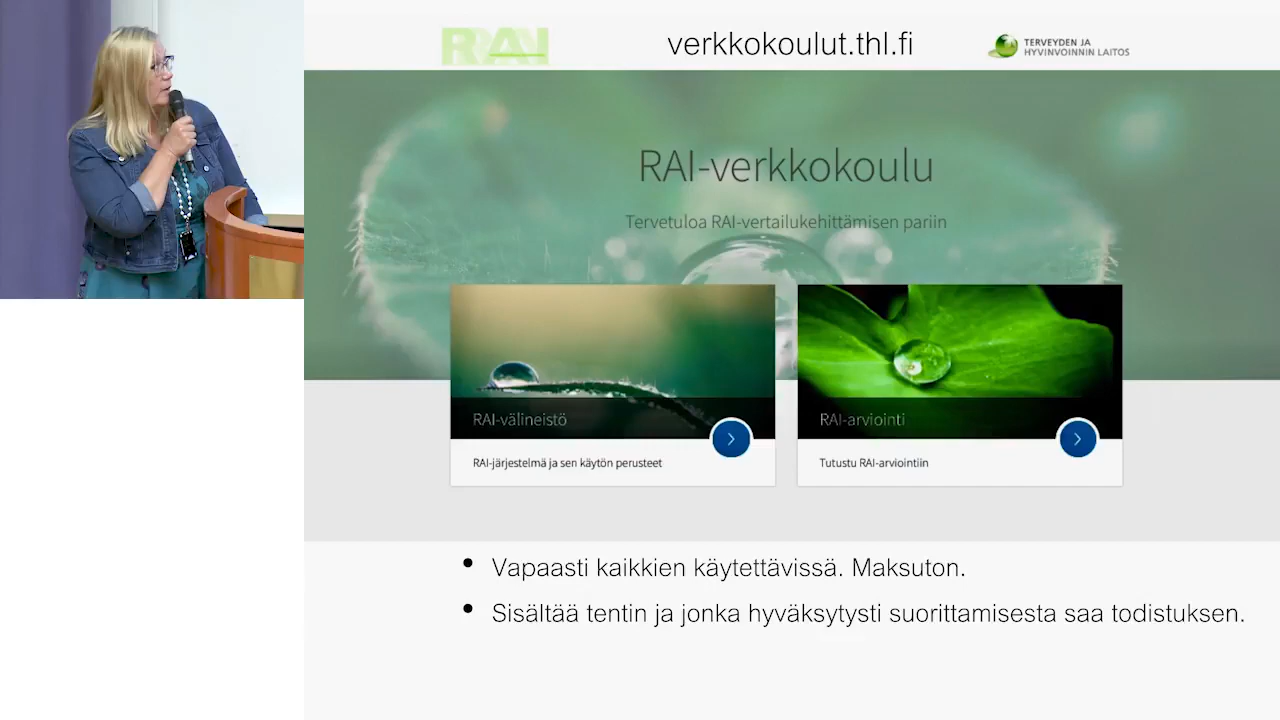 RAI
verkkokoulut.thl.fi
TERVEYDEN JA
HYVINVOINNIN LAITOS
RAI-verkkokoulu
Tervetuloa RAI-vertailukehittämisen pariin
RAI-välineistö
RAI-järjestelmä ja sen käytön perusteet
RAI-arviointi
Tutustu RAI-arviointiin
• Vapaasti kaikkien käytettävissä. Maksuton.
• Sisältää tentin ja jonka hyväksytysti suorittamisesta saa todistuksen.